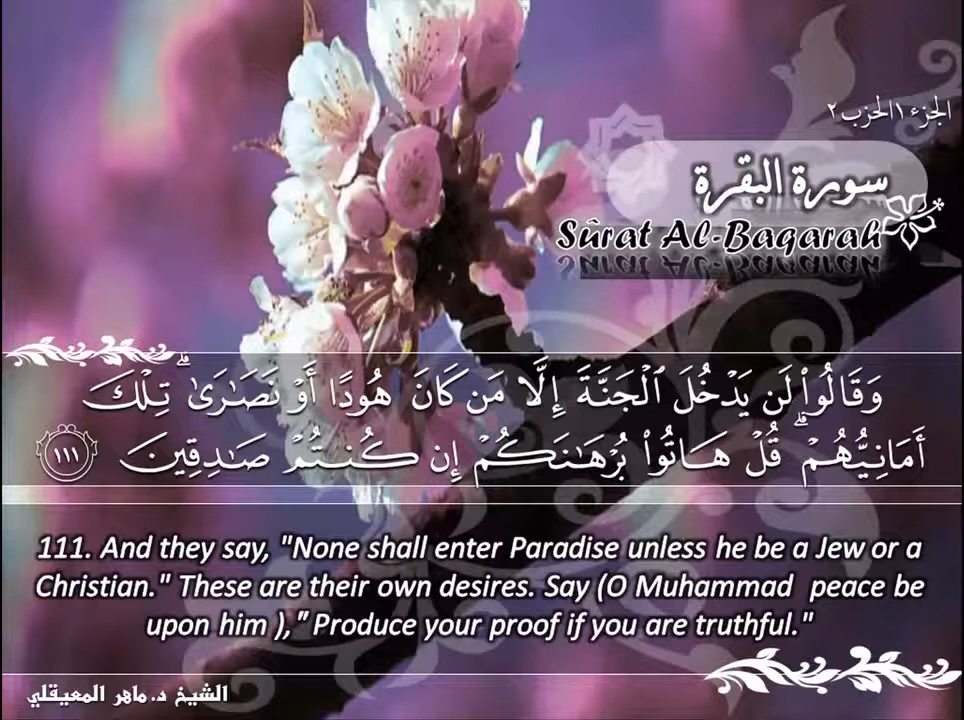 الجزء ١ الحزب ٢
سورة البقرة
Sûrat Al-Baqarah
وَقَالُوا۟ لَن يَدْخُلَ ٱلْجَنَّةَ إِلَّا مَن كَانَ هُودًا أَوْ نَصَـٰرَىٰ ۗ تِلْكَ
أَمَانِيُّهُمْ ۗ قُلْ هَاتُوا۟ بُرْهَـٰنَكُمْ إِن كُنتُمْ صَـٰدِقِينَ ١١١
111. And they say, "None shall enter Paradise unless he be a Jew or a
Christian." These are their own desires. Say (O Muhammad peace be
upon him ),"Produce your proof if you are truthful."
الشيخ د. ماهر المعيقلي